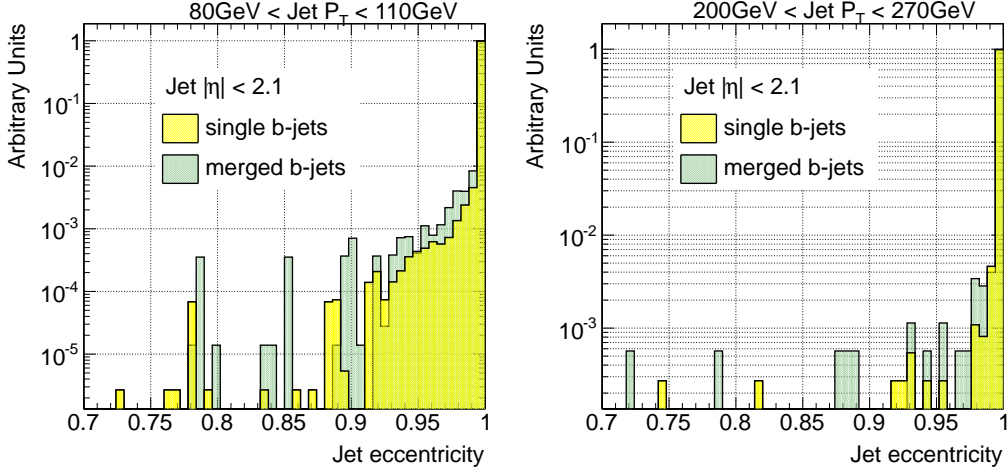 80GeV < Jet P_T < 110GeV
Arbitrary Units
1
10^-1
10^-2
10^-3
10^-4
10^-5
Jet |η| < 2.1
single b-jets
merged b-jets
0.7 0.75 0.8 0.85 0.9 0.95 1
Jet eccentricity
200GeV < Jet P_T < 270GeV
Arbitrary Units
1
10^-1
10^-2
10^-3
Jet |η| < 2.1
single b-jets
merged b-jets
0.7 0.75 0.8 0.85 0.9 0.95 1
Jet eccentricity